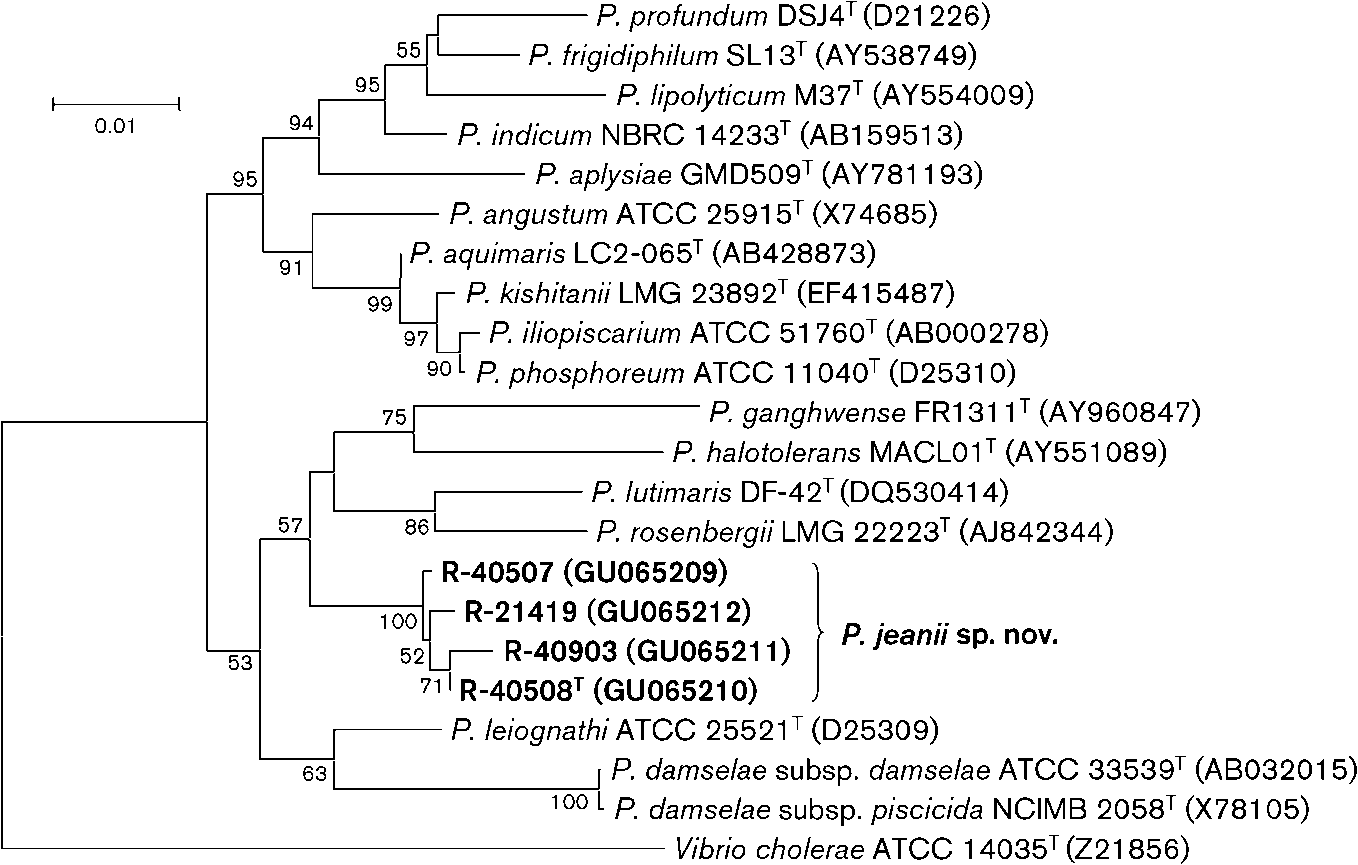 P. profundum DSJ4ᵀ (D21226)
55
P. frigidiphilum SL13ᵀ (AY538749)
95
P. lipolyticum M37ᵀ (AY554009)
0.01
94
P. indicum NBRC 14233ᵀ (AB159513)
95
P. aplysiae GMD509ᵀ (AY781193)
P. angustum ATCC 25915ᵀ (X74685)
91
P. aquimaris LC2-065ᵀ (AB428873)
99
P. kishitanii LMG 23892ᵀ (EF415487)
97
P. iliopiscarium ATCC 51760ᵀ (AB000278)
90
P. phosphoreum ATCC 11040ᵀ (D25310)
75
P. ganghwense FR1311ᵀ (AY960847)
P. halotolerans MACL01ᵀ (AY551089)
P. lutimaris DF-42ᵀ (DQ530414)
57
86
P. rosenbergii LMG 22223ᵀ (AJ842344)
R-40507 (GU065209)
100
R-21419 (GU065212)
P. jeanii sp. nov.
52
R-40903 (GU065211)
53
71
R-40508ᵀ (GU065210)
P. leiognathi ATCC 25521ᵀ (D25309)
63
P. damselae subsp. damselae ATCC 33539ᵀ (AB032015)
100
P. damselae subsp. piscicida NCIMB 2058ᵀ (X78105)
Vibrio cholerae ATCC 14035ᵀ (Z21856)